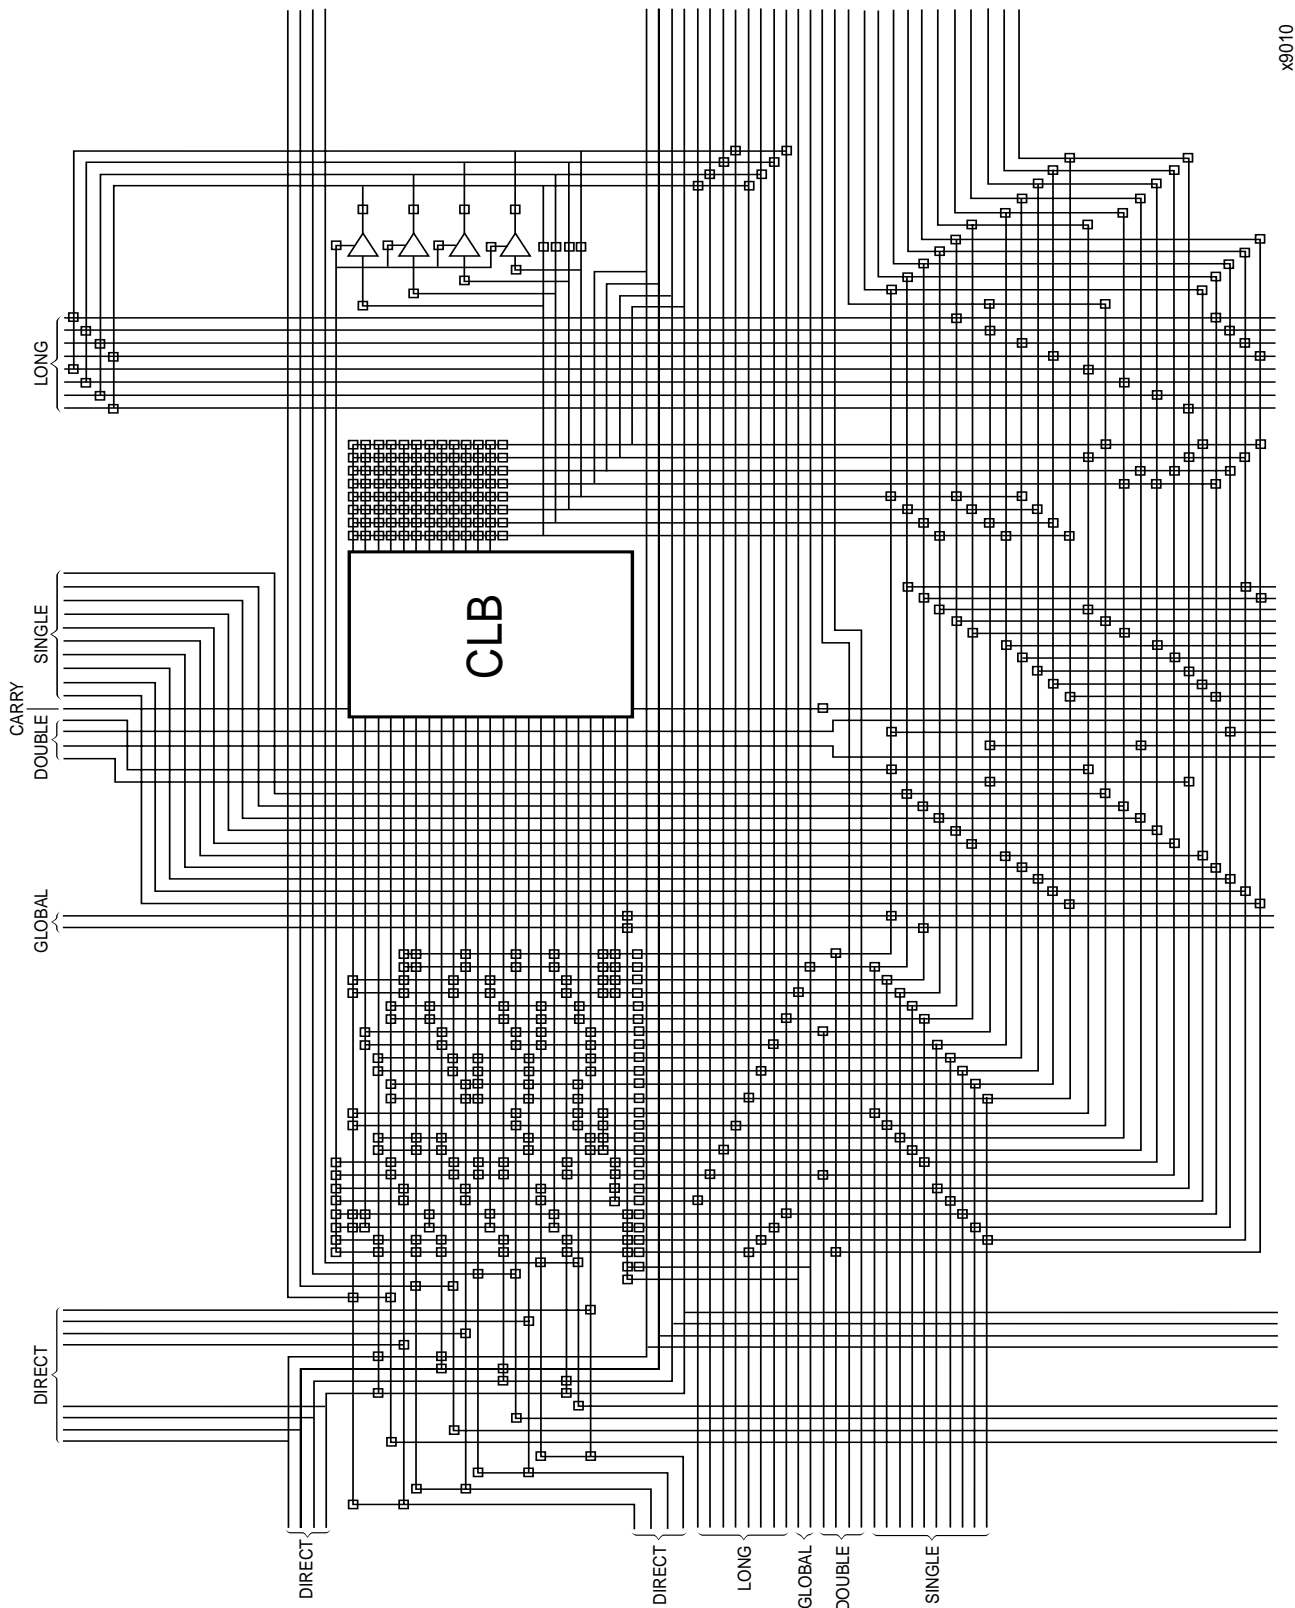 x9010
LONG
CLB
SINGLE
CARRY
DOUBLE
GLOBAL
DIRECT
DIRECT
DIRECT
LONG
GLOBAL
DOUBLE
SINGLE